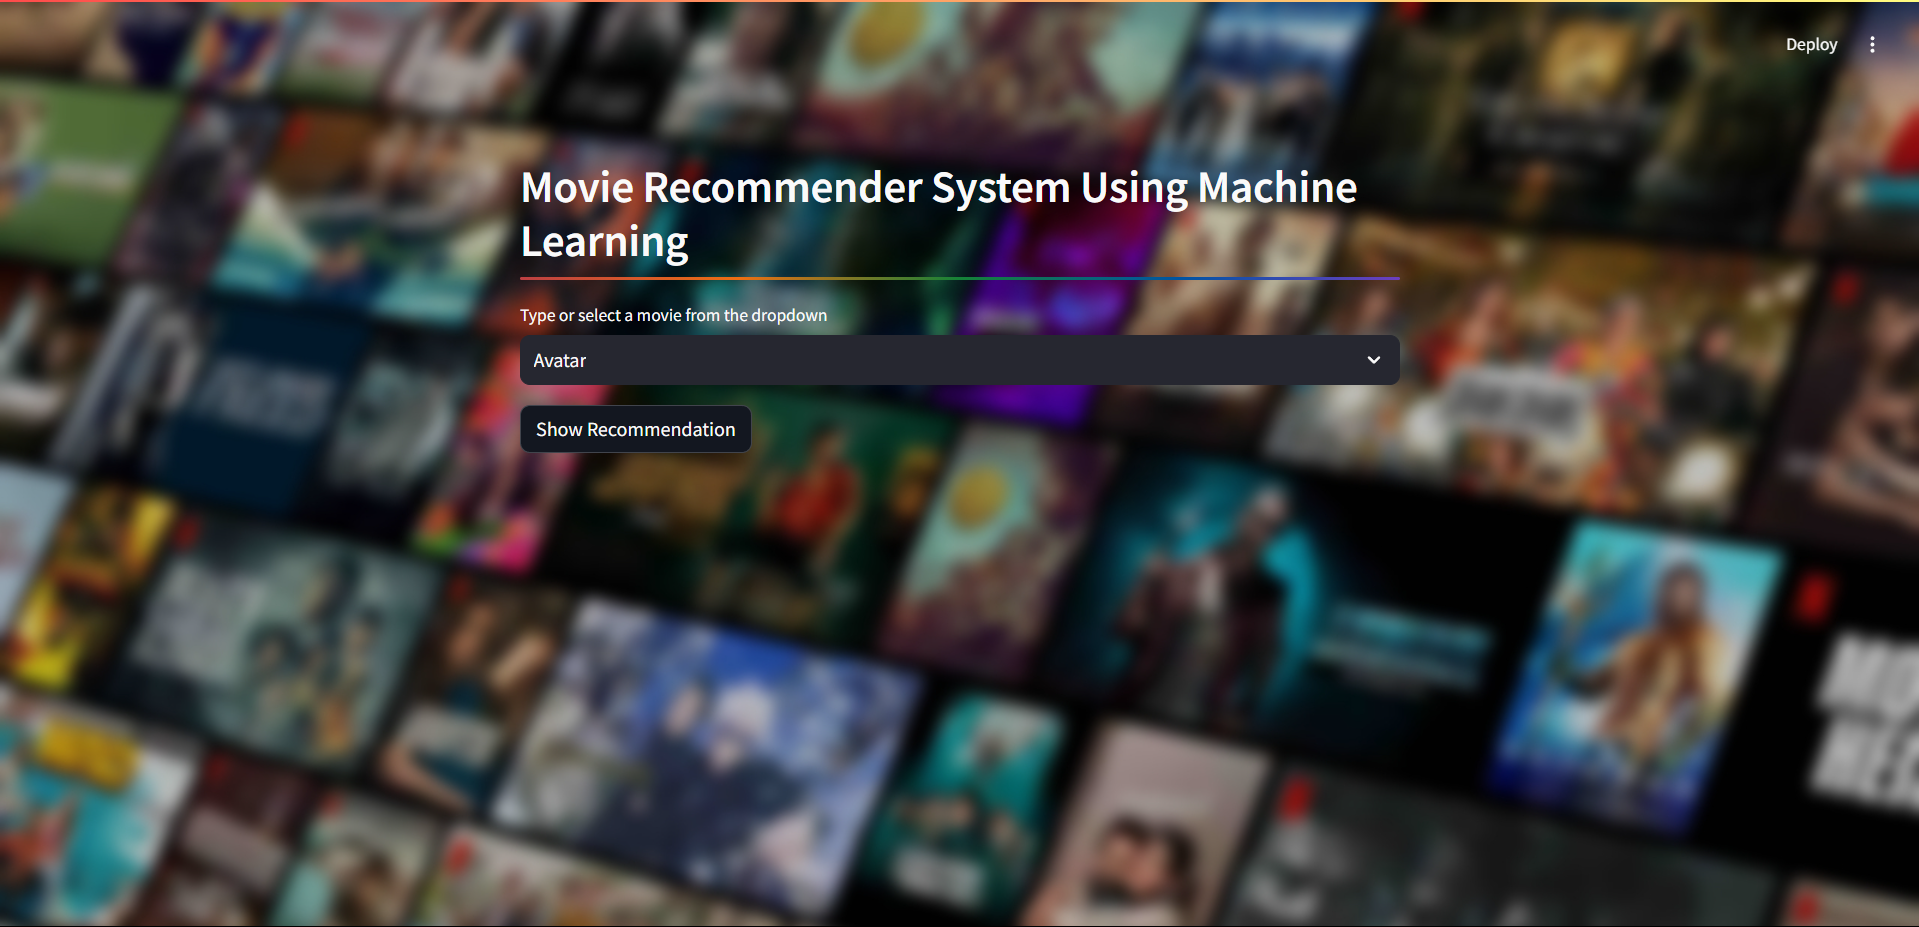 Deploy
Movie Recommender System Using Machine
Learning
Type or select a movie from the dropdown
Avatar
Show Recommendation